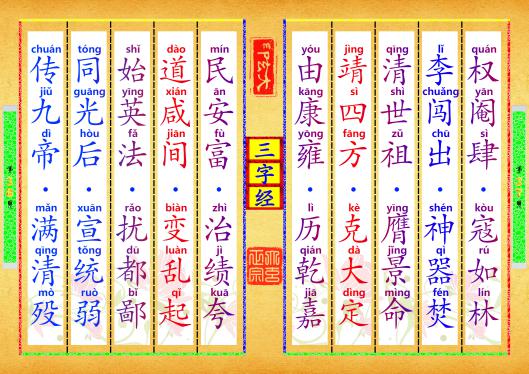 quán yān sì kòu rú lín
权阉肆·寇如林
lǐ chuǎng chū shén qì fén
李闯出·神器焚
qīng shì zǔ yīng jǐng mìng
清世祖·膺景命
jìng sì fāng kè dà dìng
靖四方·克大定
yóu kāng yōng lì qián jiā
由康雍·历乾嘉
三字经
mín ān fù zhì jì kuā
民安富·治绩夸
dào xián jiān biàn luàn qǐ
道咸间·变乱起
shǐ yīng fǎ rǎo dū bǐ
始英法·扰都鄙
tóng guāng hòu xuān tǒng ruò
同光后·宣统弱
chuán jiǔ dì mǎn qīng mò
传九帝·满清殁